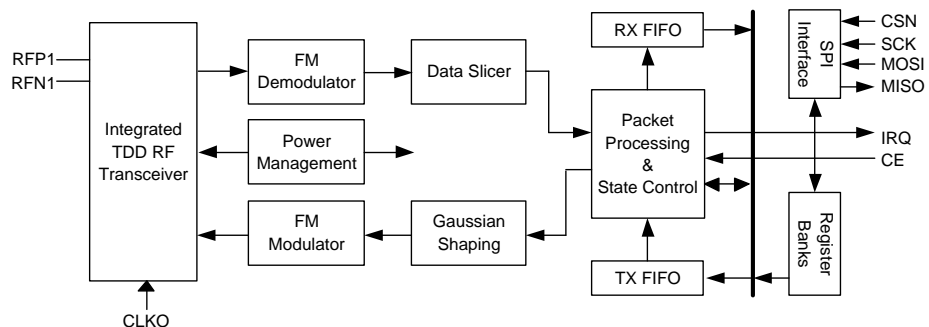 RFP1
RFN1
Integrated
TDD RF
Transceiver
CLKO
FM
Demodulator
Data Slicer
Power
Management
FM
Modulator
Gaussian
Shaping
RX FIFO
Packet
Processing
&
State Control
TX FIFO
SPI
Interface
Register
Banks
CSN
SCK
MOSI
MISO
IRQ
CE